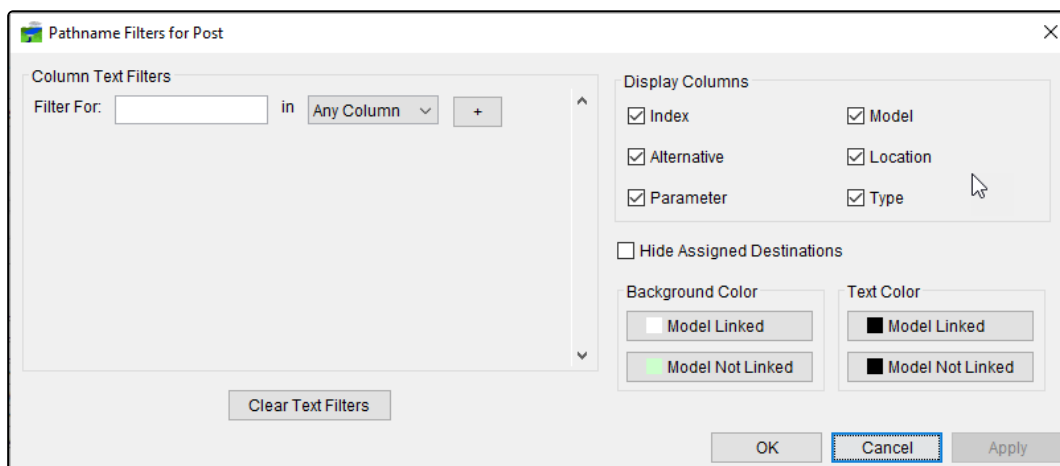 Pathname Filters for Post
Column Text Filters
Filter For: in Any Column +
Clear Text Filters
Display Columns
Index Model
Alternative Location
Parameter Type
Hide Assigned Destinations
Background Color Text Color
Model Linked Model Linked
Model Not Linked Model Not Linked
OK Cancel Apply